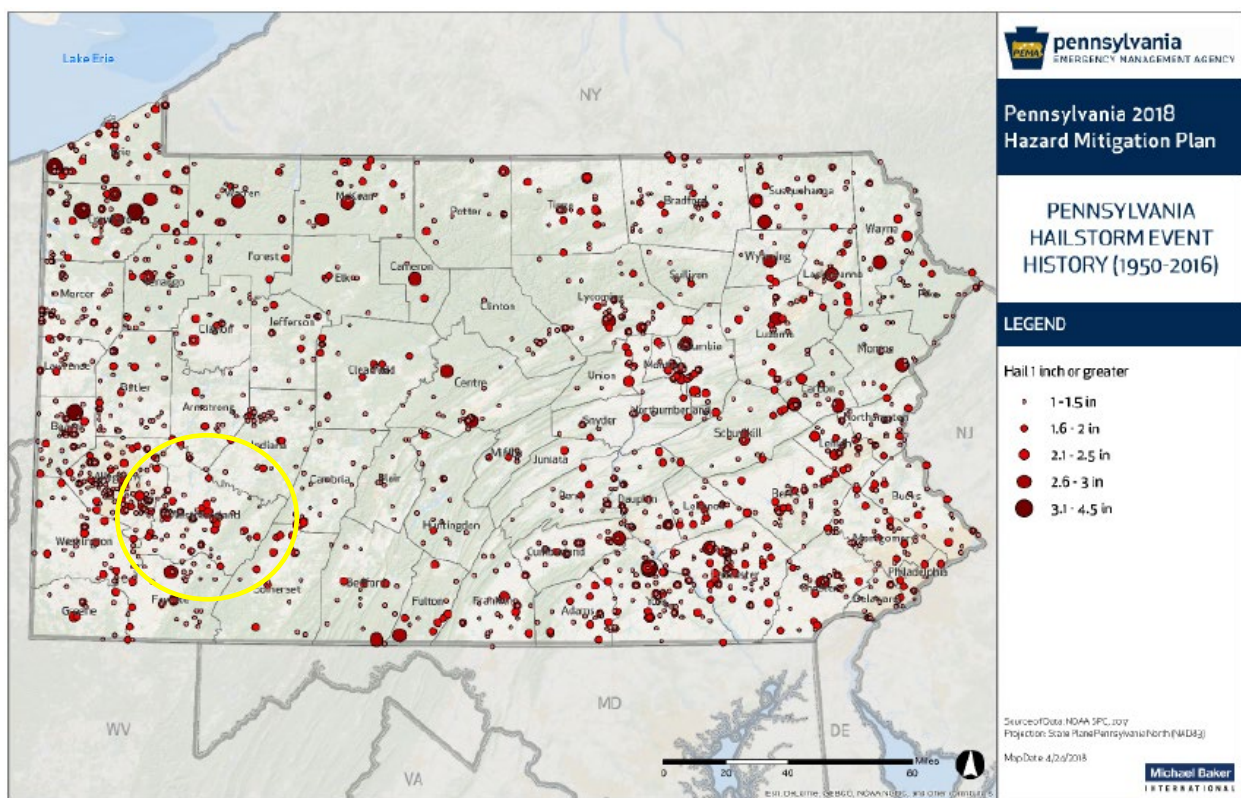 Lake Erie
NY
Erie
Crawford
Warren
McKean
Potter
Tioga
Bradford
Susquehanna
Wayne
Wyoming
Lackawanna
Pike
Forest
Elk
Cameron
Clinton
Lycoming
Sullivan
Mercer
Venango
Clarion
Jefferson
Luzerne
Monroe
Lawrence
Butler
Armstrong
Clearfield
Centre
Union
Columbia
Carbon
Northampton
Beaver
Indiana
Snyder
Northumberland
Schuylkill
Lehigh
NJ
Cambria
Blair
Mifflin
Juniata
Perry
Dauphin
Lebanon
Berks
Bucks
Westmoreland
Washington
Huntingdon
Cumberland
Lancaster
Montgomery
Philadelphia
Delaware
Greene
Fayette
Somerset
Bedford
Fulton
Franklin
Adams
York
WV
VA
MD
DE
0 20 40 60
Miles
PEMA
pennsylvania
EMERGENCY MANAGEMENT AGENCY
Pennsylvania 2018
Hazard Mitigation Plan
PENNSYLVANIA
HAILSTORM EVENT
HISTORY (1950-2016)
LEGEND
Hail 1 inch or greater
1 - 1.5 in
1.6 - 2 in
2.1 - 2.5 in
2.6 - 3 in
3.1 - 4.5 in
Source of Data: NOAA SPC, 2017
Projection: State Plane Pennsylvania North (NAD83)
Map Date: 4/20/2018
Michael Baker
INTERNATIONAL